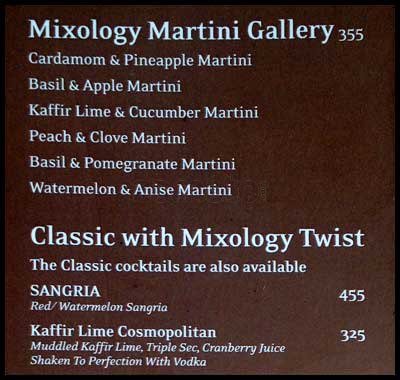 Mixology Martini Gallery 355
Cardamom & Pineapple Martini
Basil & Apple Martini
Kaffir Lime & Cucumber Martini
Peach & Clove Martini
Basil & Pomegranate Martini
Watermelon & Anise Martini
Classic with Mixology Twist
The Classic cocktails are also available
SANGRIA 455
Red/ Watermelon Sangria
Kaffir Lime Cosmopolitan 325
Muddled Kaffir Lime, Triple Sec, Cranberry Juice
Shaken To Perfection With Vodka